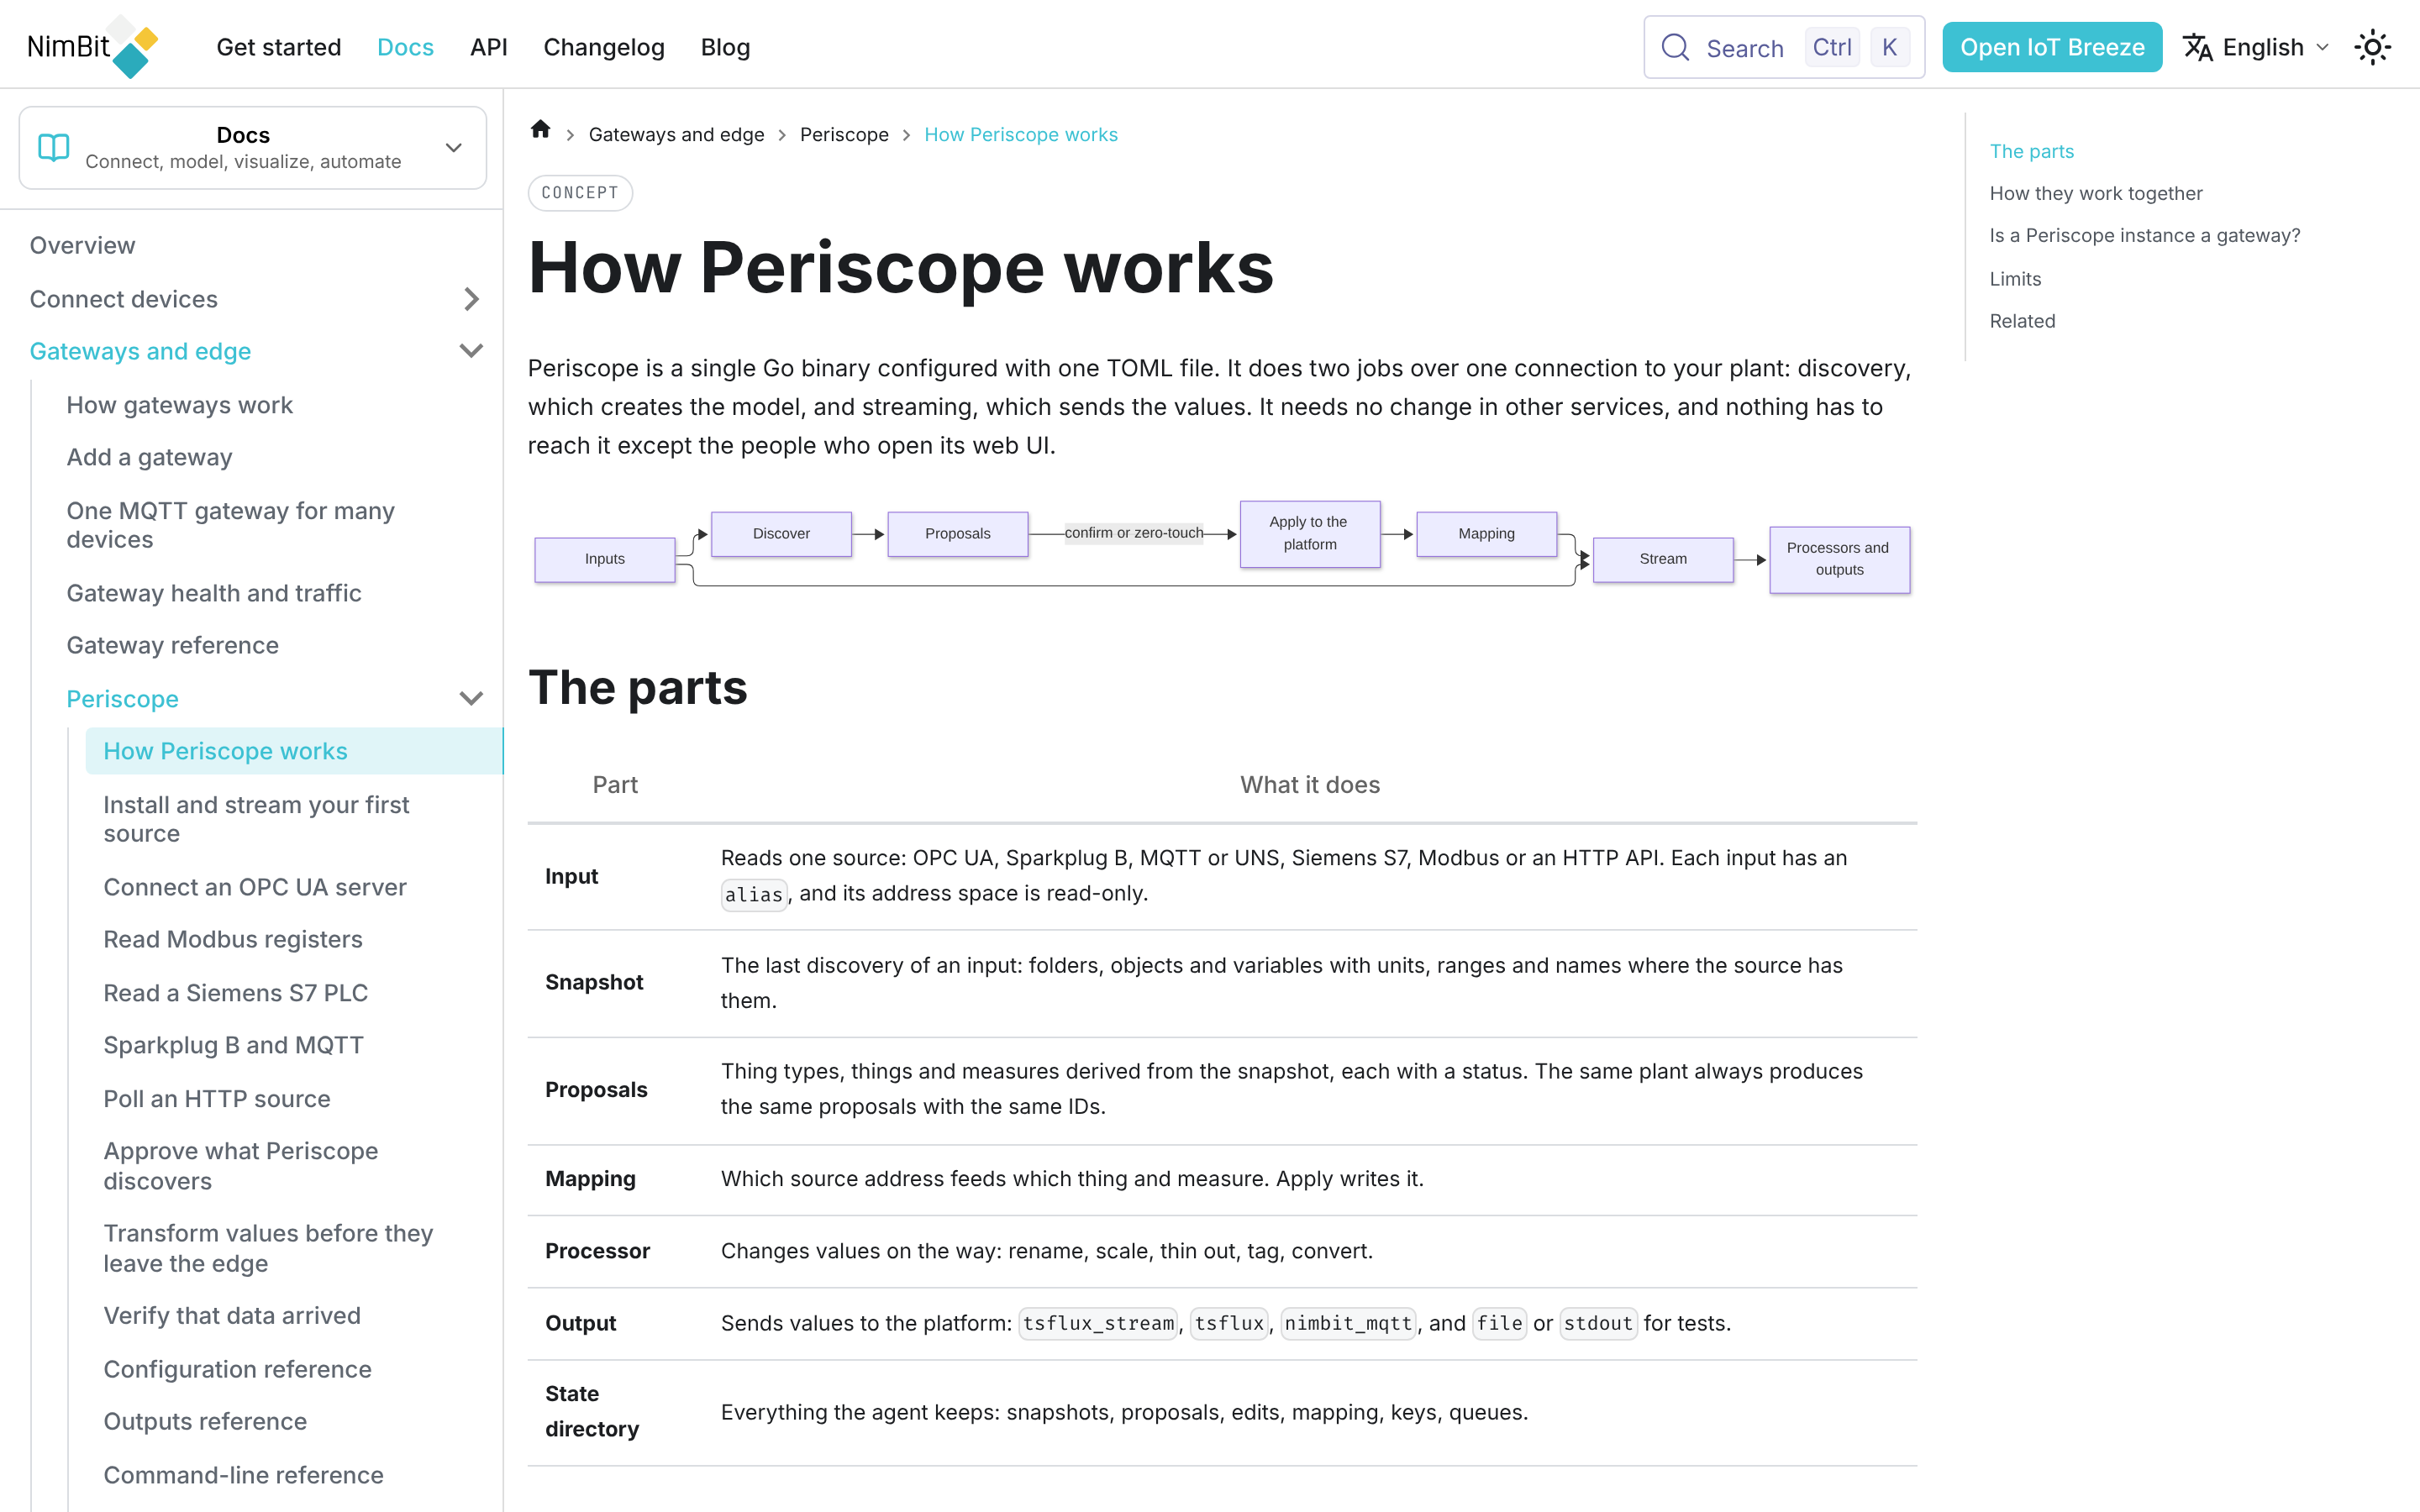 NimBit
Get started
Docs
API
Changelog
Blog
Search Ctrl K
Open IoT Breeze
English
Docs
Connect, model, visualize, automate
Overview
Connect devices
Gateways and edge
How gateways work
Add a gateway
One MQTT gateway for many
devices
Gateway health and traffic
Gateway reference
Periscope
How Periscope works
Install and stream your first
source
Connect an OPC UA server
Read Modbus registers
Read a Siemens S7 PLC
Sparkplug B and MQTT
Poll an HTTP source
Approve what Periscope
discovers
Transform values before they
leave the edge
Verify that data arrived
Configuration reference
Outputs reference
Command-line reference
Gateways and edge > Periscope > How Periscope works
CONCEPT
How Periscope works
Periscope is a single Go binary configured with one TOML file. It does two jobs over one connection to your plant: discovery,
which creates the model, and streaming, which sends the values. It needs no change in other services, and nothing has to
reach it except the people who open its web UI.
Inputs
Discover
Proposals
confirm or zero-touch
Apply to the
platform
Mapping
Stream
Processors and
outputs
The parts
Part What it does
Input
Reads one source: OPC UA, Sparkplug B, MQTT or UNS, Siemens S7, Modbus or an HTTP API. Each input has an
alias, and its address space is read-only.
Snapshot
The last discovery of an input: folders, objects and variables with units, ranges and names where the source has
them.
Proposals
Thing types, things and measures derived from the snapshot, each with a status. The same plant always produces
the same proposals with the same IDs.
Mapping
Which source address feeds which thing and measure. Apply writes it.
Processor
Changes values on the way: rename, scale, thin out, tag, convert.
Output
Sends values to the platform: tsflux_stream, tsflux, nimbit_mqtt, and file or stdout for tests.
State
directory
Everything the agent keeps: snapshots, proposals, edits, mapping, keys, queues.
The parts
How they work together
Is a Periscope instance a gateway?
Limits
Related